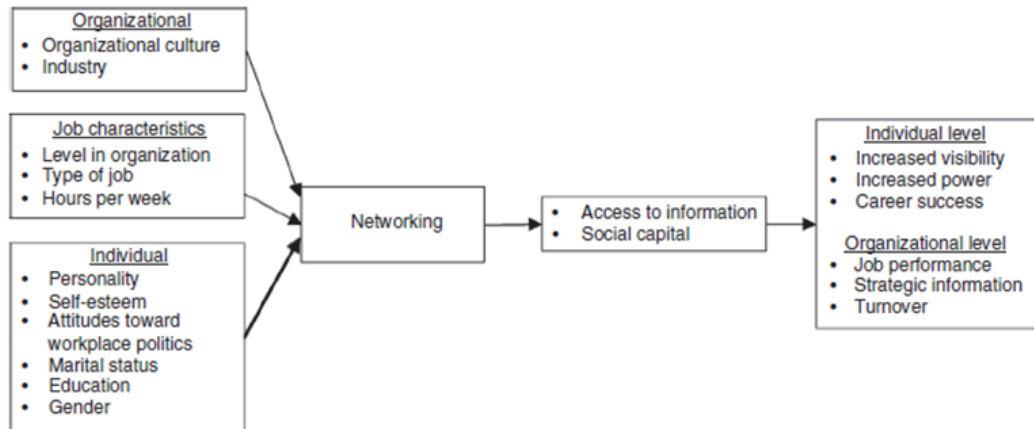 Organizational
• Organizational culture
• Industry
Job characteristics
• Level in organization
• Type of job
• Hours per week
Individual
• Personality
• Self-esteem
• Attitudes toward
workplace politics
• Marital status
• Education
• Gender
Networking
• Access to information
• Social capital
Individual level
• Increased visibility
• Increased power
• Career success
Organizational level
• Job performance
• Strategic information
• Turnover